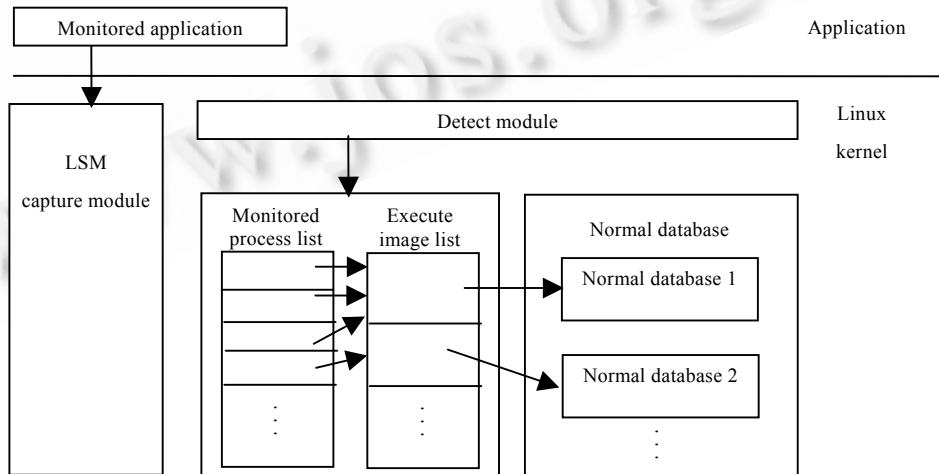 Monitored application
Application
LSM
capture module
Detect module
Linux
kernel
Monitored
process list
Execute
image list
Normal database
Normal database 1
Normal database 2